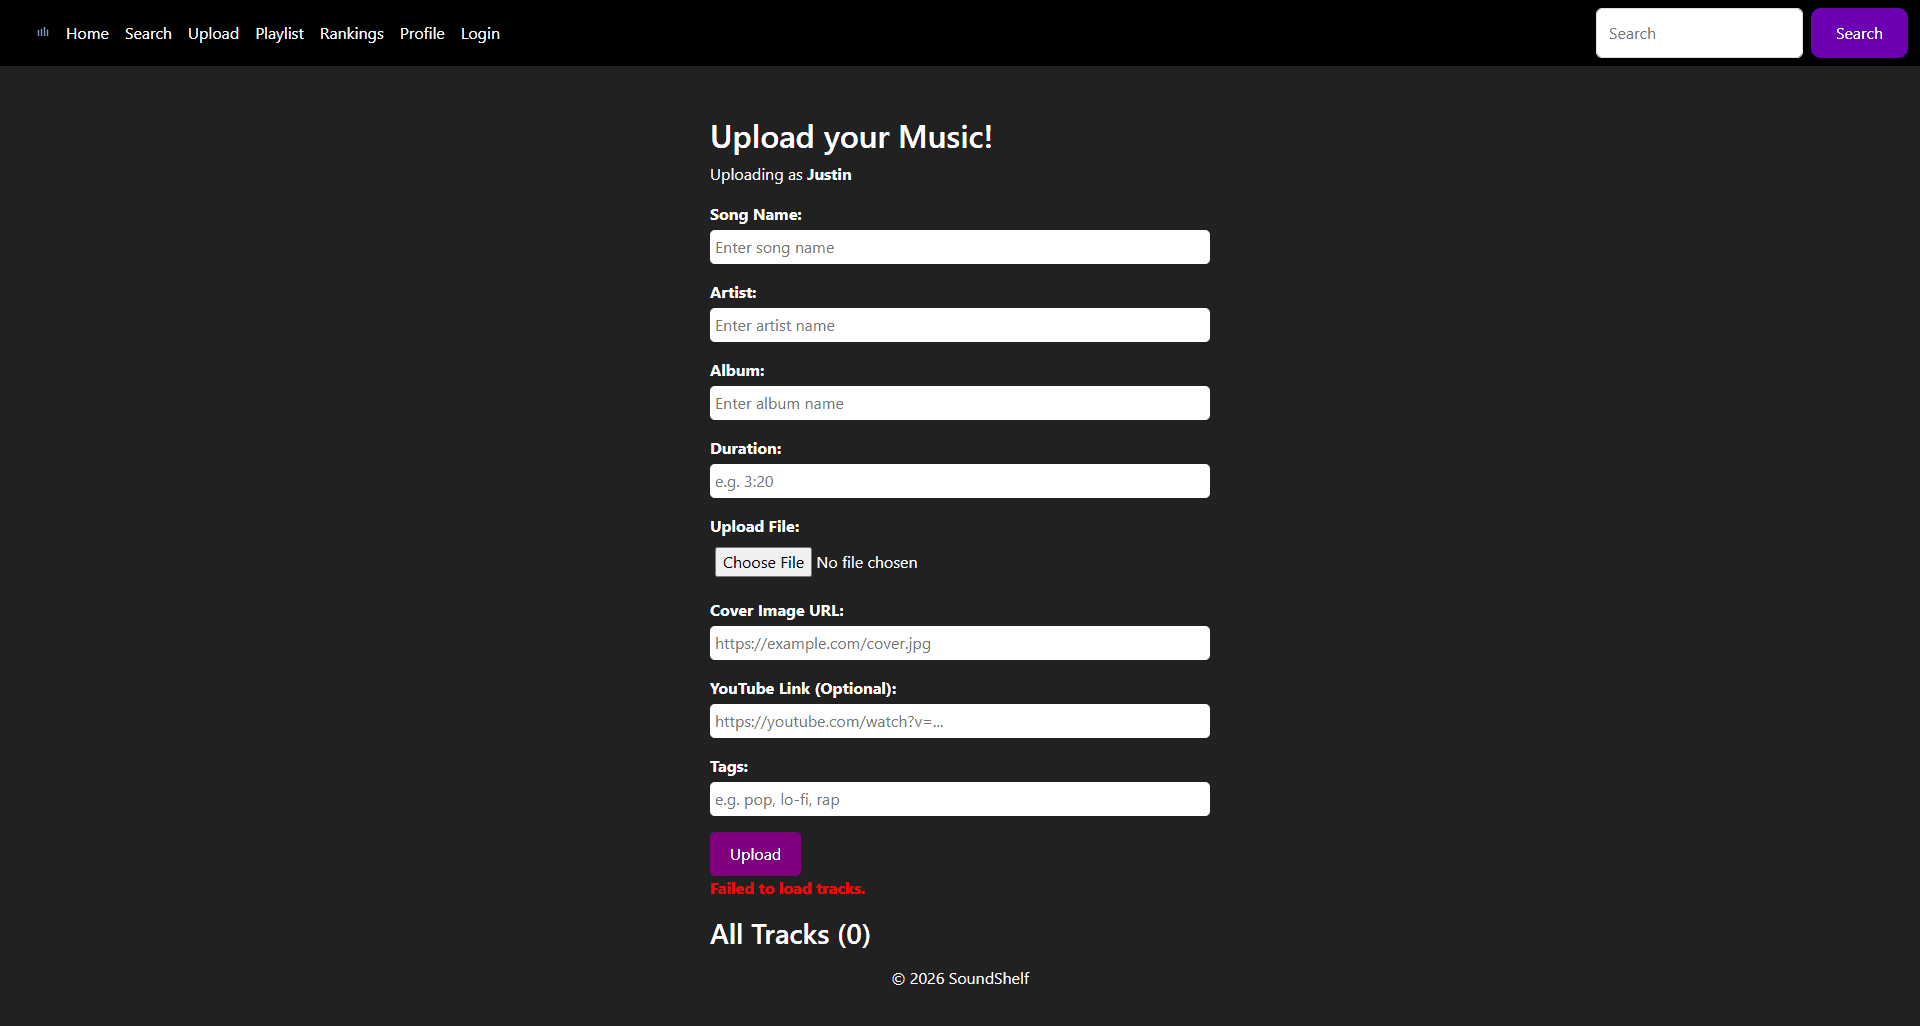 Home Search Upload Playlist Rankings Profile Login Search Search
Upload your Music!
Uploading as Justin
Song Name:
Enter song name
Artist:
Enter artist name
Album:
Enter album name
Duration:
e.g. 3:20
Upload File:
Choose File No file chosen
Cover Image URL:
https://example.com/cover.jpg
YouTube Link (Optional):
https://youtube.com/watch?v=...
Tags:
e.g. pop, lo-fi, rap
Upload
Failed to load tracks.
All Tracks (0)
© 2026 SoundShelf